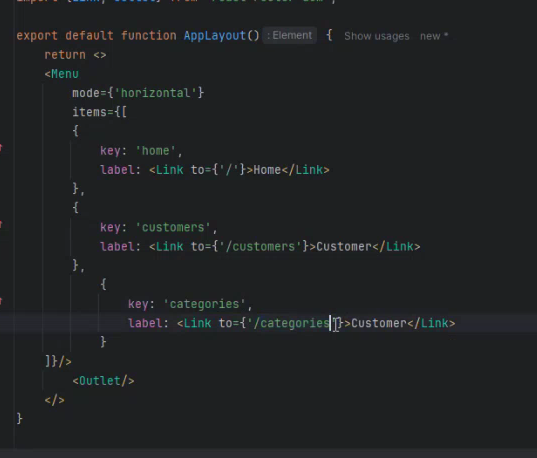 import {Link, Outlet} from 'react-router-dom';
export default function AppLayout() : Element { Show usages new *
return <>
<Menu
mode={'horizontal'}
items={[
{
key: 'home',
label: <Link to={'/'}>Home</Link>
},
{
key: 'customers',
label: <Link to={'/customers'}>Customer</Link>
},
{
key: 'categories',
label: <Link to={'/categories'}>Customer</Link>
}
]}/>
<Outlet/>
</>
}